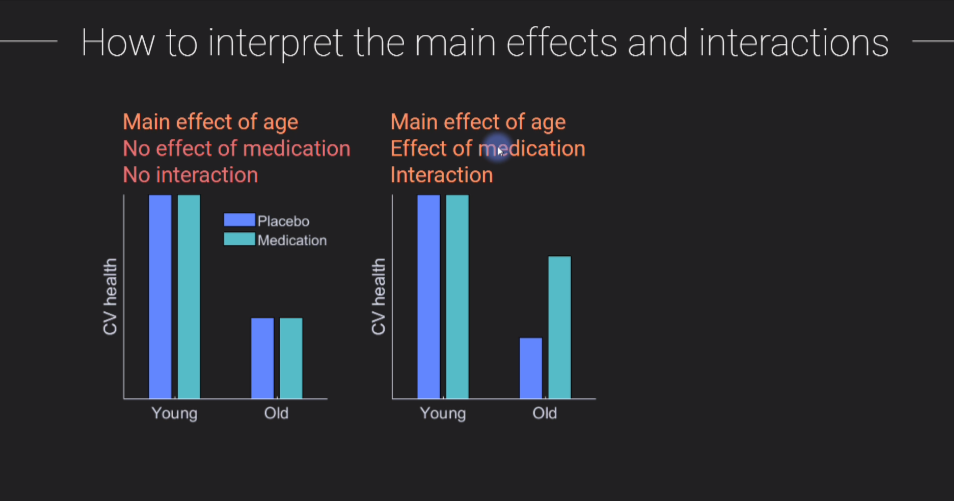 How to interpret the main effects and interactions
Main effect of age
No effect of medication
No interaction
Placebo
Medication
CV health
Young
Old
Main effect of age
Effect of medication
Interaction
CV health
Young
Old